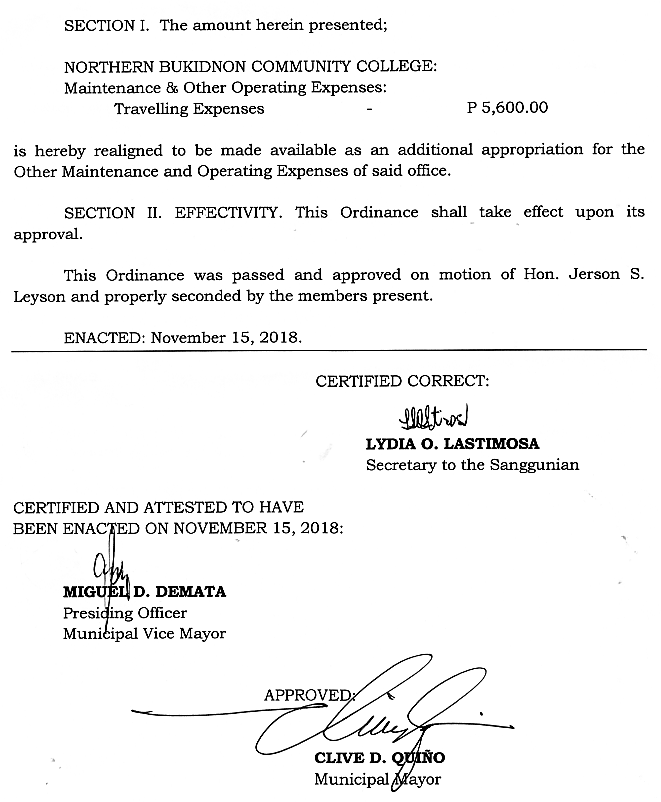 SECTION I. The amount herein presented;
NORTHERN BUKIDNON COMMUNITY COLLEGE:
Maintenance & Other Operating Expenses:
Travelling Expenses - P 5,600.00
is hereby realigned to be made available as an additional appropriation for the
Other Maintenance and Operating Expenses of said office.
SECTION II. EFFECTIVITY. This Ordinance shall take effect upon its
approval.
This Ordinance was passed and approved on motion of Hon. Jerson S.
Leyson and properly seconded by the members present.
ENACTED: November 15, 2018.
CERTIFIED CORRECT:
LYDIA O. LASTIMOSA
Secretary to the Sanggunian
CERTIFIED AND ATTESTED TO HAVE
BEEN ENACTED ON NOVEMBER 15, 2018:
MIGUEL D. DEMATA
Presiding Officer
Municipal Vice Mayor
APPROVED:
CLIVE D. QUIÑO
Municipal Mayor